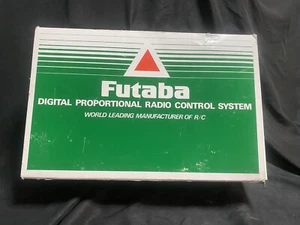 Futaba
DIGITAL PROPORTIONAL RADIO CONTROL SYSTEM
WORLD LEADING MANUFACTURER OF R/C